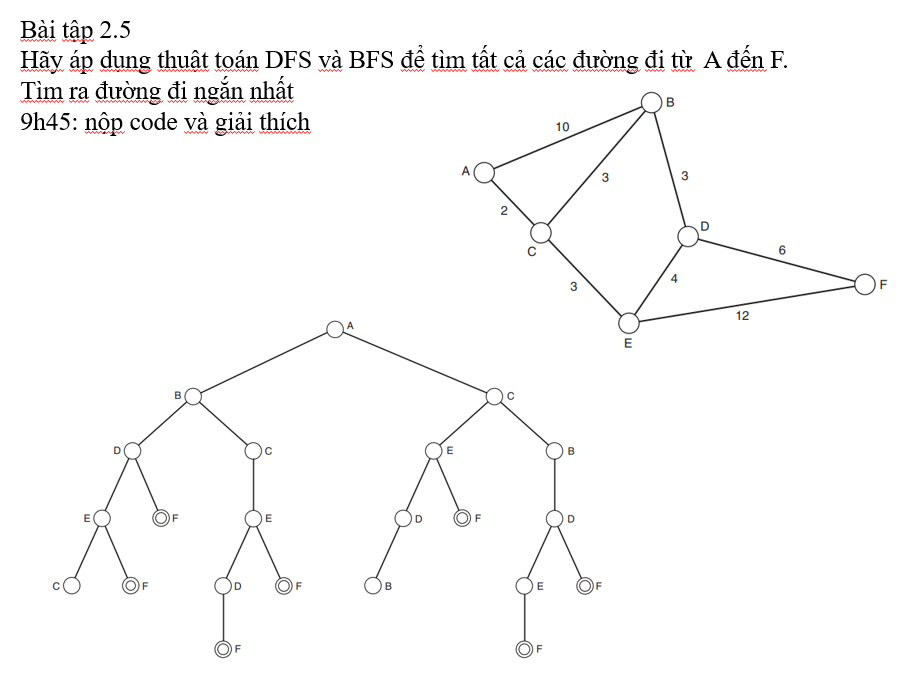 Bài tập 2.5
Hãy áp dụng thuật toán DFS và BFS để tìm tất cả các đường đi từ A đến F.
Tìm ra đường đi ngắn nhất
9h45: nộp code và giải thích
B
10
A
3
3
2
D
C
6
3
4
F
12
E
A
B
C
D
C
E
B
E
F
E
D
F
D
C
F
D
F
B
E
F
F
F